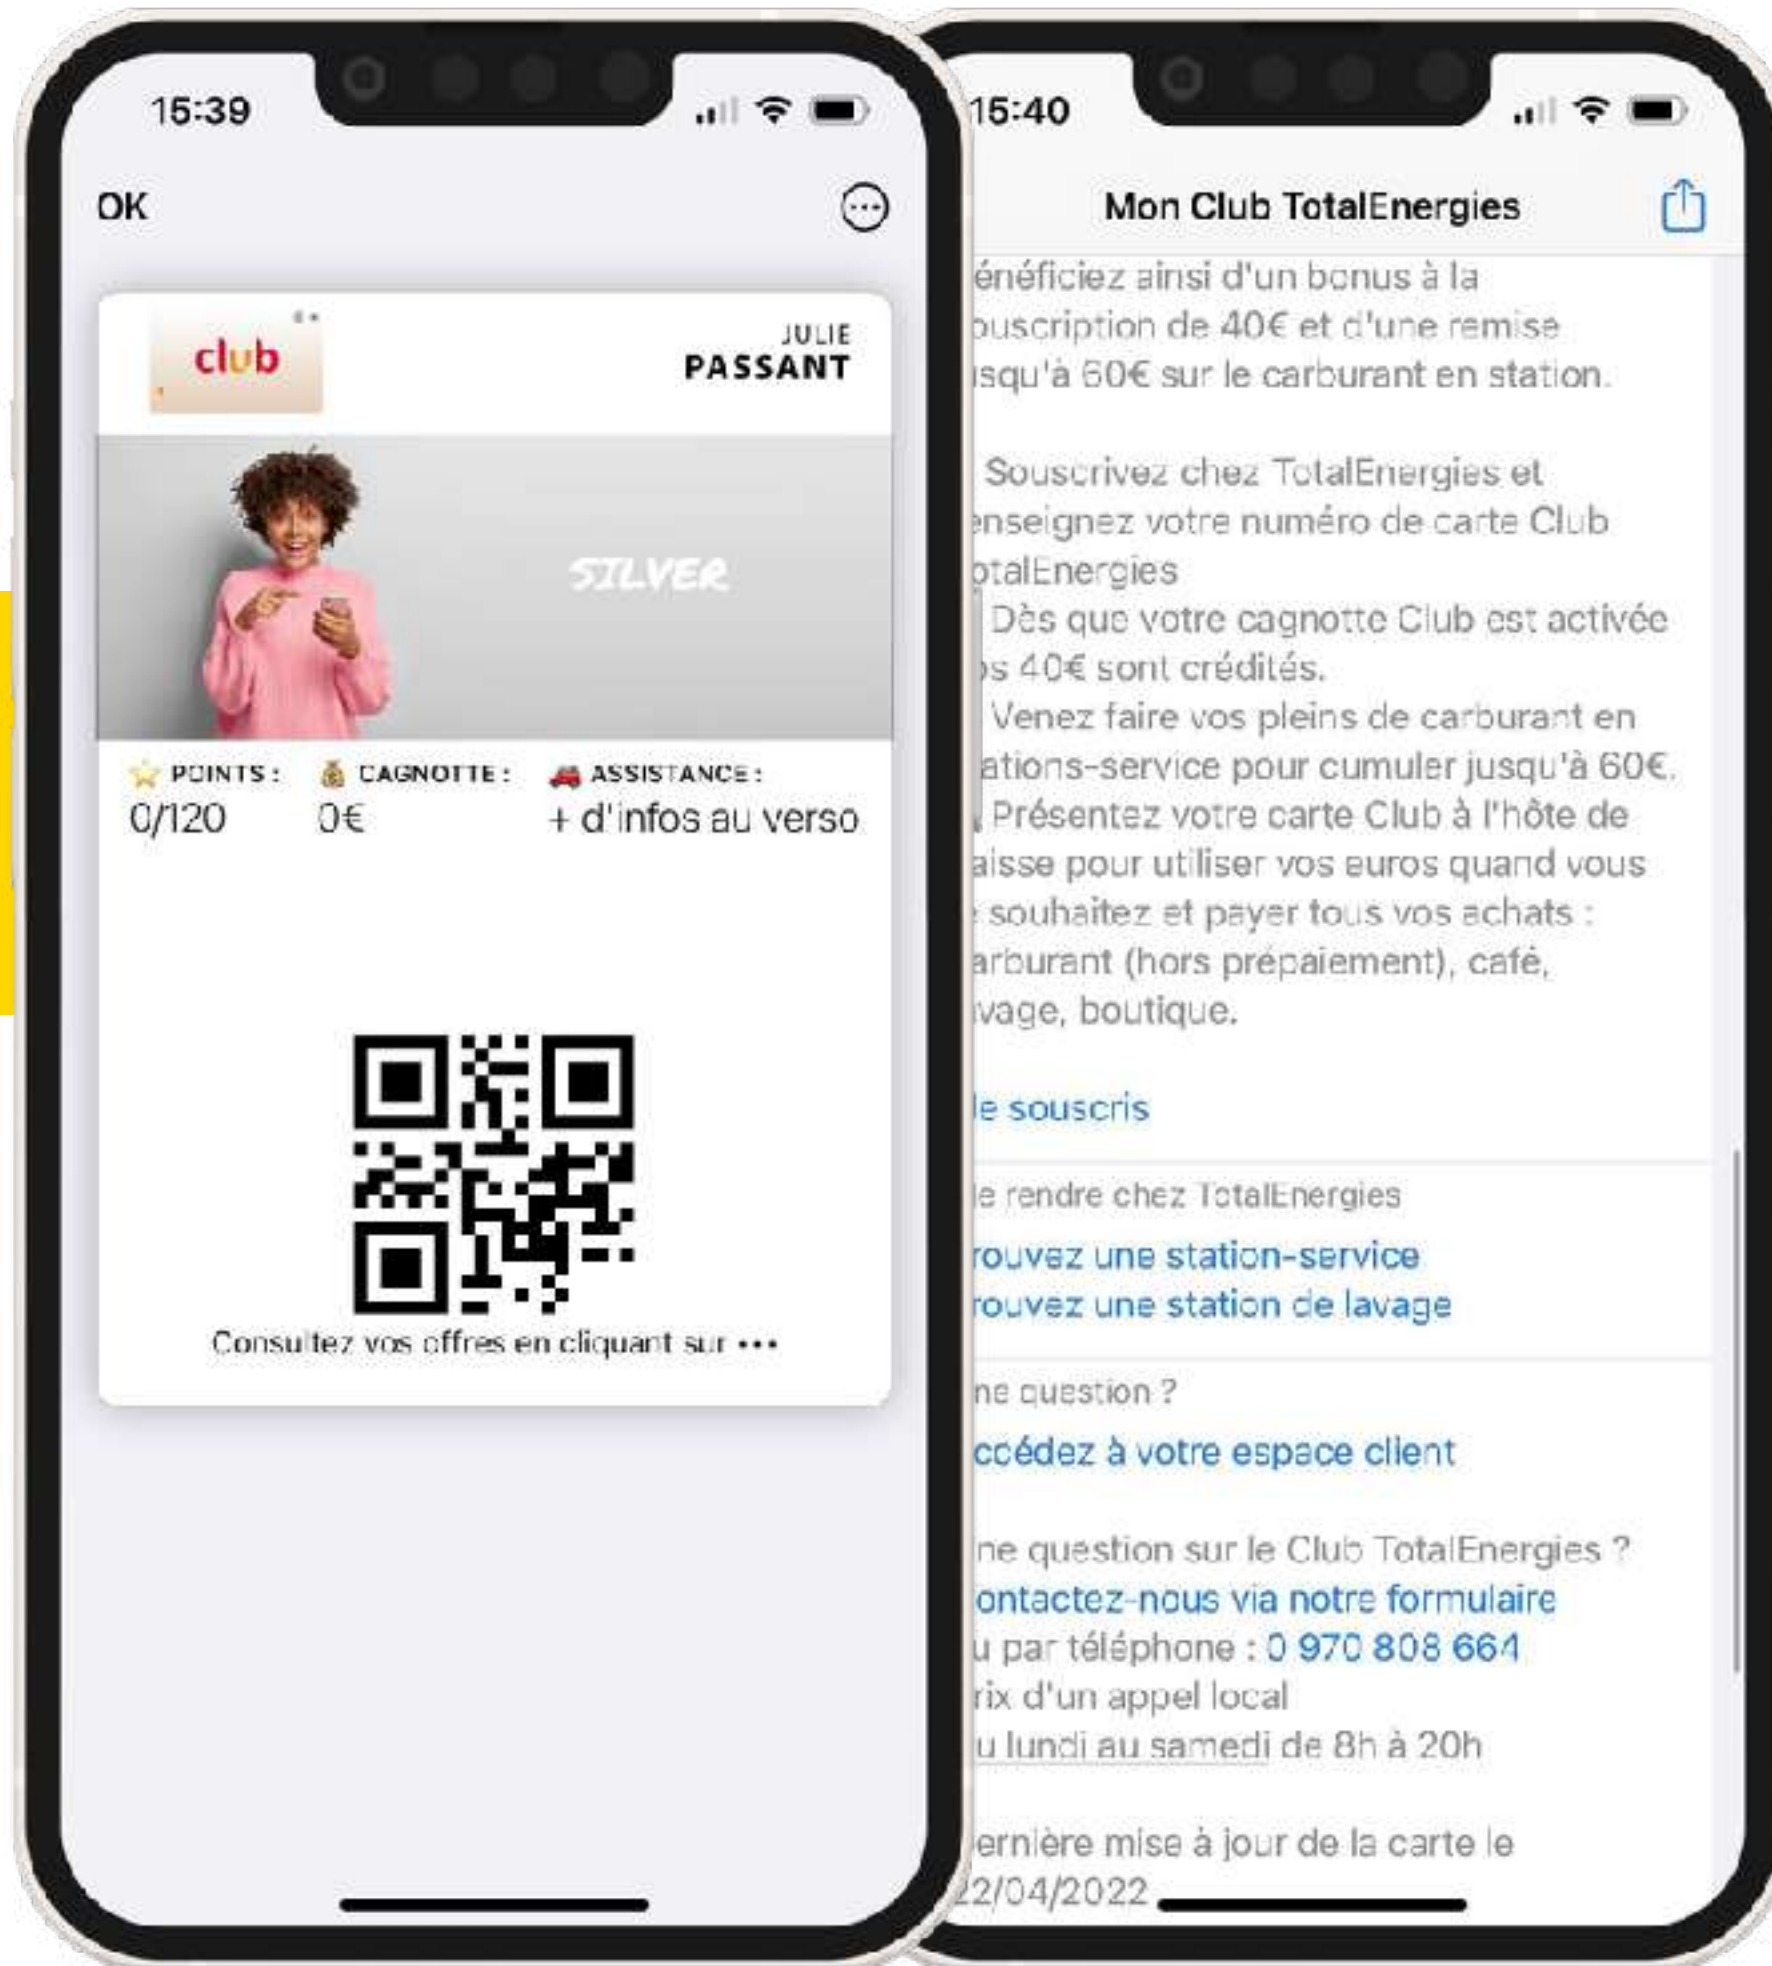 15:39
OK
club
JULIE
PASSANT
SILVER
POINTS :
0/120
CAGNOTTE :
0€
ASSISTANCE :
+ d'infos au verso
Consultez vos offres en cliquant sur •••
15:40
Mon Club TotalEnergies
énéficiez ainsi d'un bonus à la
ouscription de 40€ et d'une remise
squ'à 60€ sur le carburant en station.
Souscrivez chez TotalEnergies et
enseignez votre numéro de carte Club
otalEnergies
Dès que votre cagnotte Club est activée
os 40€ sont crédités.
Venez faire vos pleins de carburant en
ations-service pour cumuler jusqu'à 60€.
Présentez votre carte Club à l'hôte de
aisse pour utiliser vos euros quand vous
souhaitez et payer tous vos achats :
arburant (hors prépaiement), café,
vage, boutique.
e souscris
e rendre chez TotalEnergies
rouvez une station-service
rouvez une station de lavage
ne question ?
ccédez à votre espace client
ne question sur le Club TotalEnergies ?
ontactez-nous via notre formulaire
u par téléphone : 0 970 808 664
rix d'un appel local
u lundi au samedi de 8h à 20h
ernière mise à jour de la carte le
22/04/2022